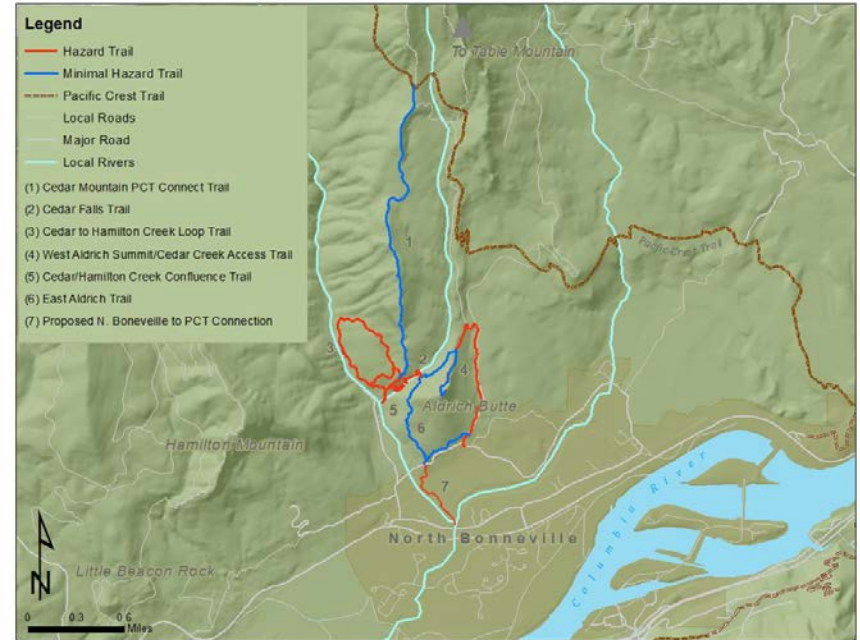 Legend
Hazard Trail
Minimal Hazard Trail
Pacific Crest Trail
Local Roads
Major Road
Local Rivers
(1) Cedar Mountain PCT Connect Trail
(2) Cedar Falls Trail
(3) Cedar to Hamilton Creek Loop Trail
(4) West Aldrich Summit/Cedar Creek Access Trail
(5) Cedar/Hamilton Creek Confluence Trail
(6) East Aldrich Trail
(7) Proposed N. Boneville to PCT Connection
To Table Mountain
1
Pacific Crest Trail
3
2
4
5
Aldrich Butte
6
Hamilton Mountain
7
Columbia River
North Bonneville
Little Beacon Rock
N
0 0.3 0.6
Miles